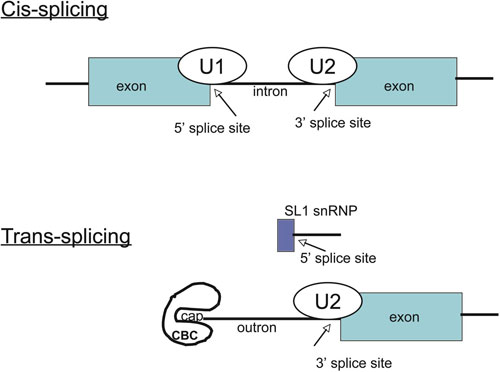 Cis-splicing
U1
U2
exon
intron
exon
5' splice site
3' splice site
SL1 snRNP
Trans-splicing
5' splice site
U2
cap
CBC
outron
exon
3' splice site